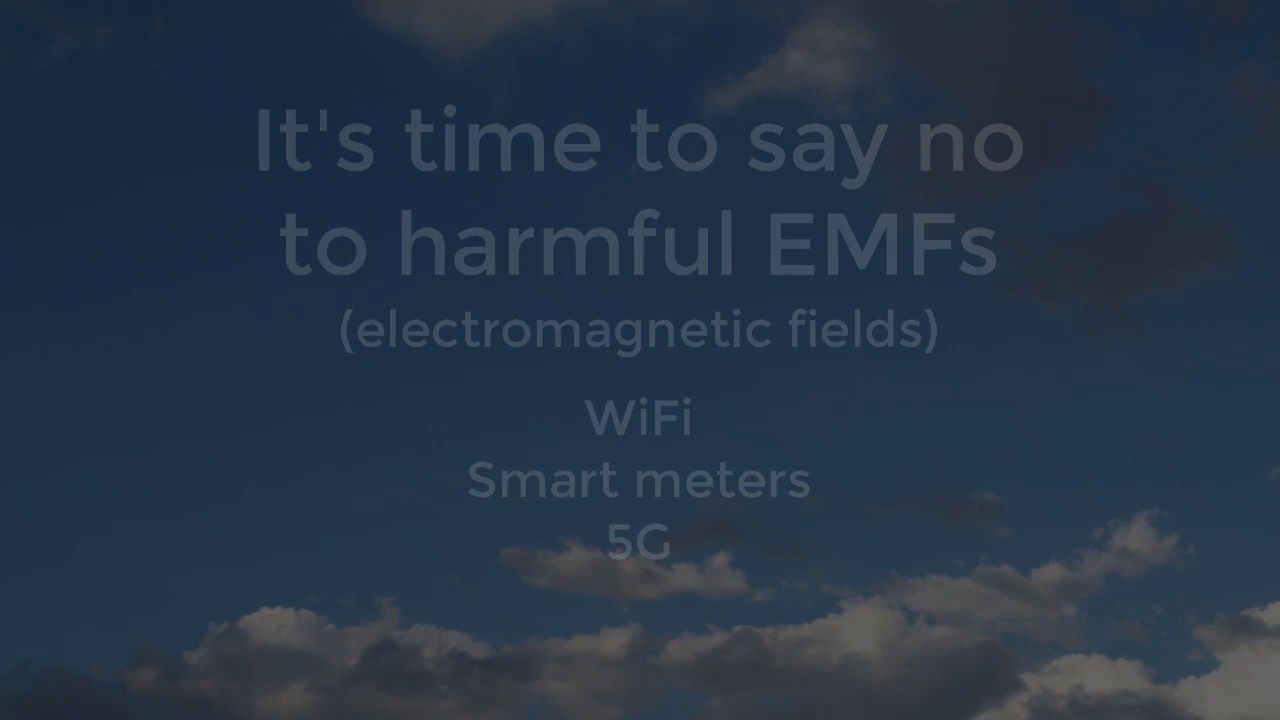 It's time to say no
to harmful EMFs
(electromagnetic fields)
WiFi
Smart meters
5G